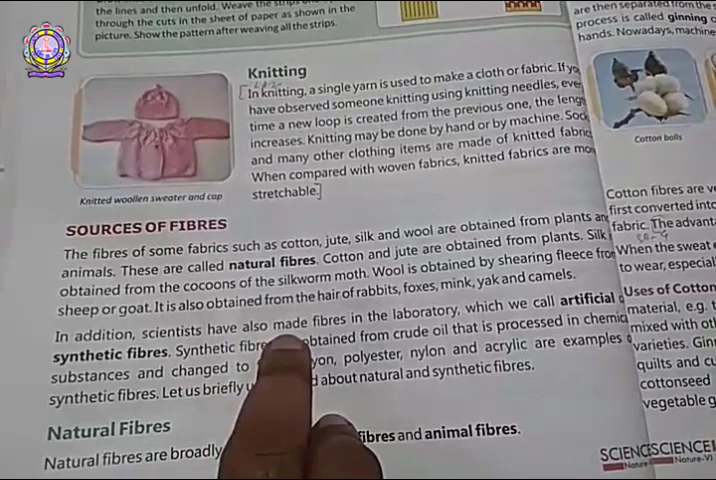 the lines and then unfold. Weave the strips
through the cuts in the sheet of paper as shown in the
picture. Show the pattern after weaving all the strips.
Knitting
In knitting, a single yarn is used to make a cloth or fabric. If yo
have observed someone knitting using knitting needles, eve
time a new loop is created from the previous one, the leng
increases. Knitting may be done by hand or by machine. Soc
and many other clothing items are made of knitted fabric
When compared with woven fabrics, knitted fabrics are mo
stretchable.
Knitted woollen sweater and cap
SOURCES OF FIBRES
The fibres of some fabrics such as cotton, jute, silk and wool are obtained from plants an
animals. These are called natural fibres. Cotton and jute are obtained from plants. Silk
obtained from the cocoons of the silkworm moth. Wool is obtained by shearing fleece fro
sheep or goat. It is also obtained from the hair of rabbits, foxes, mink, yak and camels.
In addition, scientists have also made fibres in the laboratory, which we call artificial o
synthetic fibres. Synthetic fibre obtained from crude oil that is processed in chemic
substances and changed to yon, polyester, nylon and acrylic are examples o
synthetic fibres. Let us briefly about natural and synthetic fibres.
Natural Fibres
Natural fibres are broadly fibres and animal fibres.
are then separated from the
process is called ginning
hands. Nowadays, machine
Cotton bolls
Cotton fibres are
first converted into
fabric. The advant
When the sweat
to wear, especial
Uses of Cotton
material, e.g.
mixed with ot
varieties. Gin
quilts and cu
cottonseed
vegetable g
SCIENCE SCIENCE
Nature Nature-VI